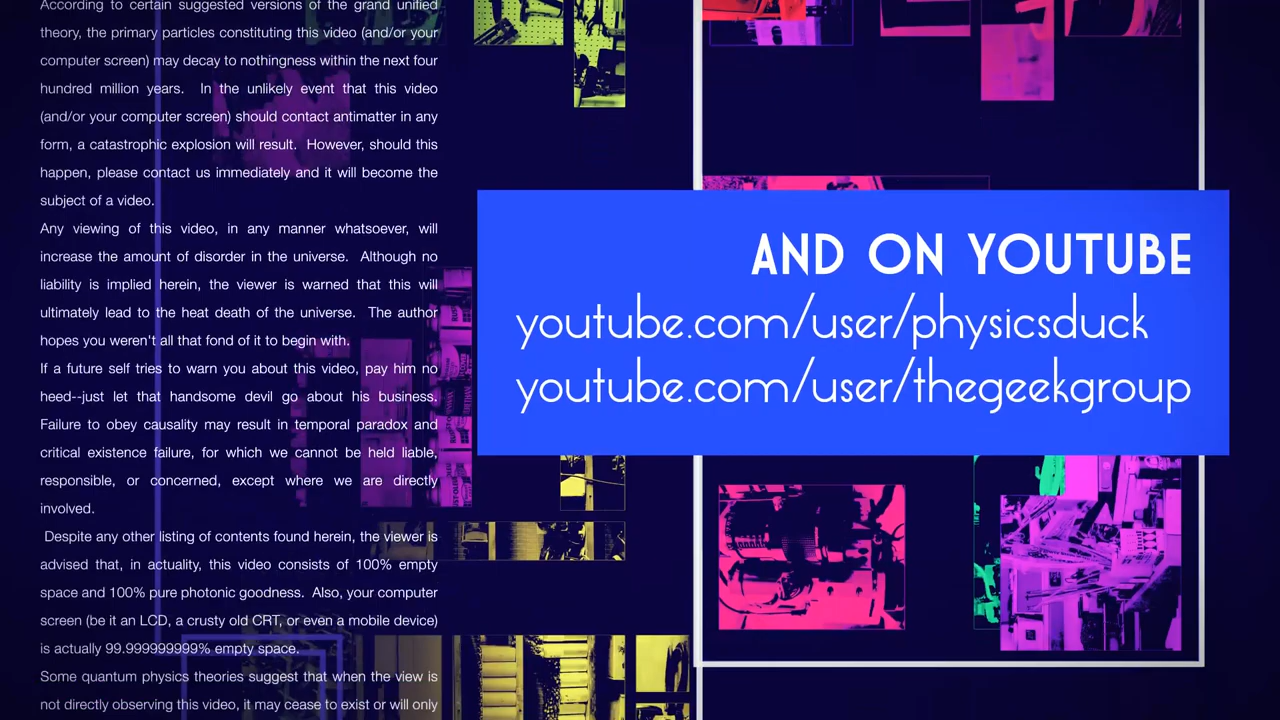 According to certain suggested versions of the grand unified
theory, the primary particles constituting this video (and/or your
computer screen) may decay to nothingness within the next four
hundred million years. In the unlikely event that this video
(and/or your computer screen) should contact antimatter in any
form, a catastrophic explosion will result. However, should this
happen, please contact us immediately and it will become the
subject of a video.
Any viewing of this video, in any manner whatsoever, will
increase the amount of disorder in the universe. Although no
liability is implied herein, the viewer is warned that this will
ultimately lead to the heat death of the universe. The author
hopes you weren't all that fond of it to begin with.
If a future self tries to warn you about this video, pay him no
heed--just let that handsome devil go about his business.
Failure to obey causality may result in temporal paradox and
critical existence failure, for which we cannot be held liable,
responsible, or concerned, except where we are directly
involved.
Despite any other listing of contents found herein, the viewer is
advised that, in actuality, this video consists of 100% empty
space and 100% pure photonic goodness. Also, your computer
screen (be it an LCD, a crusty old CRT, or even a mobile device)
is actually 99.999999999% empty space.
Some quantum physics theories suggest that when the view is
not directly observing this video, it may cease to exist or will only
AND ON YOUTUBE
youtube.com/user/physicsduck
youtube.com/user/thegeekgroup